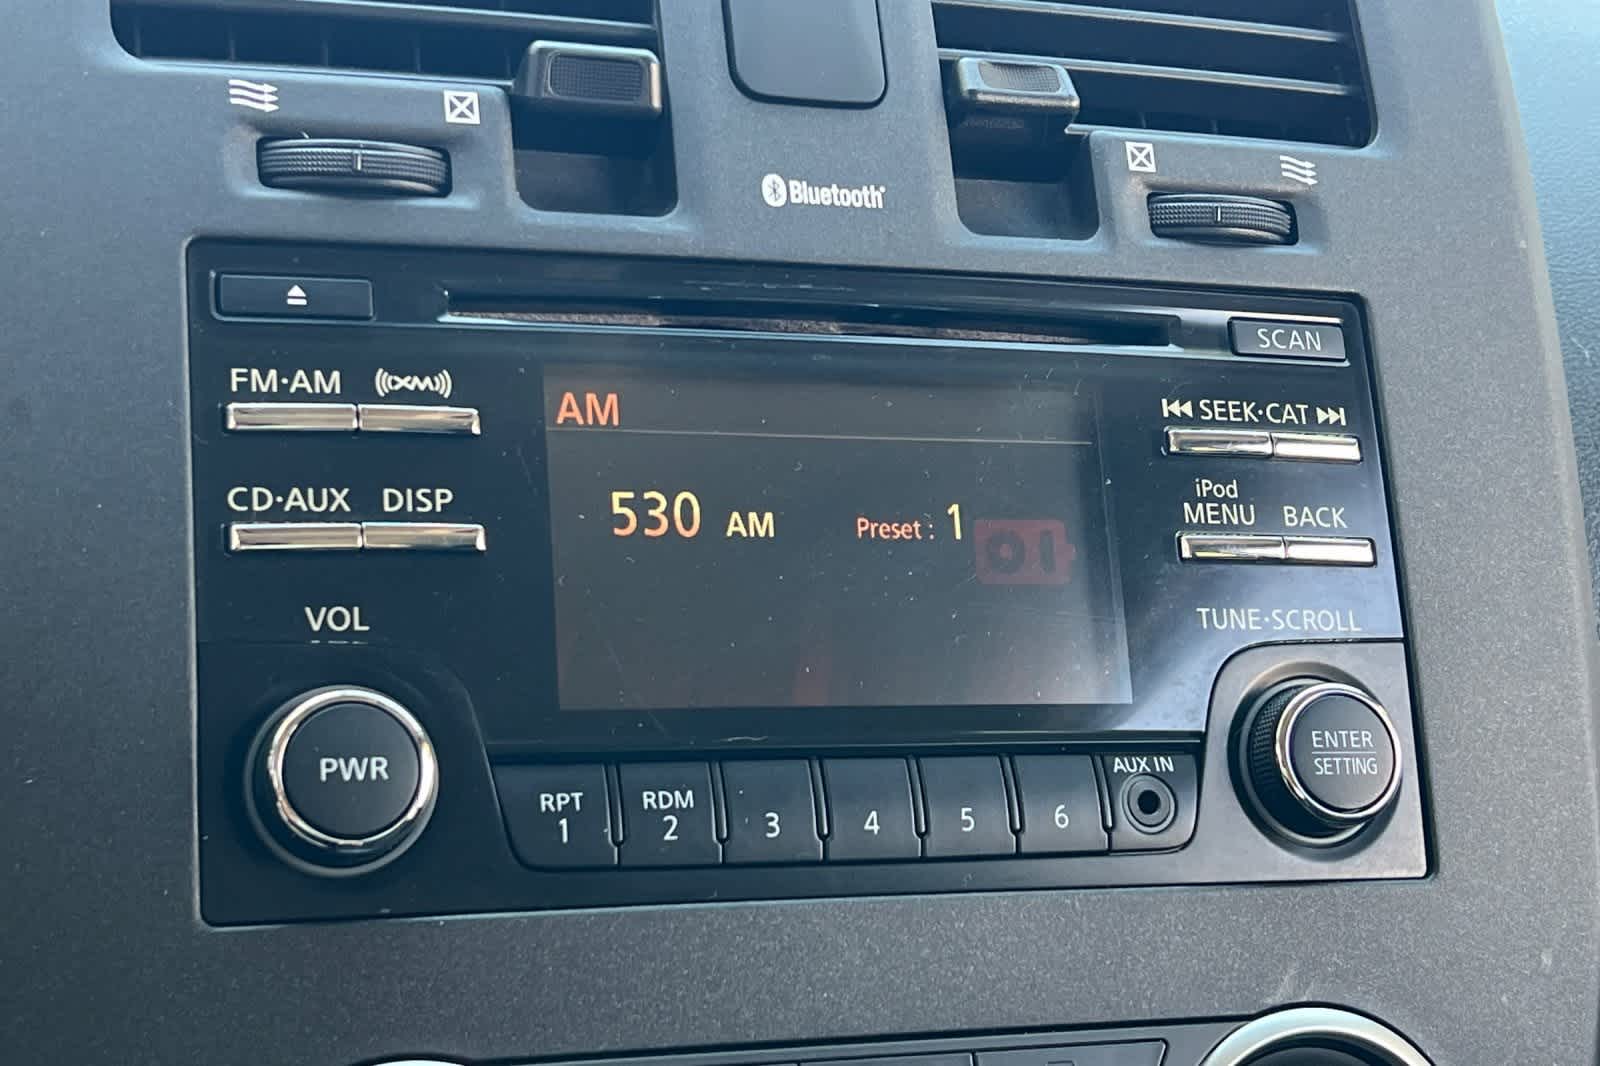 Bluetooth
SCAN
FM·AM
((XM))
SEEK·CAT
AM
CD·AUX
DISP
530 AM
Preset: 1
iPod
MENU
BACK
VOL
TUNE·SCROLL
PWR
ENTER
SETTING
AUX IN
RPT
1
RDM
2
3
4
5
6